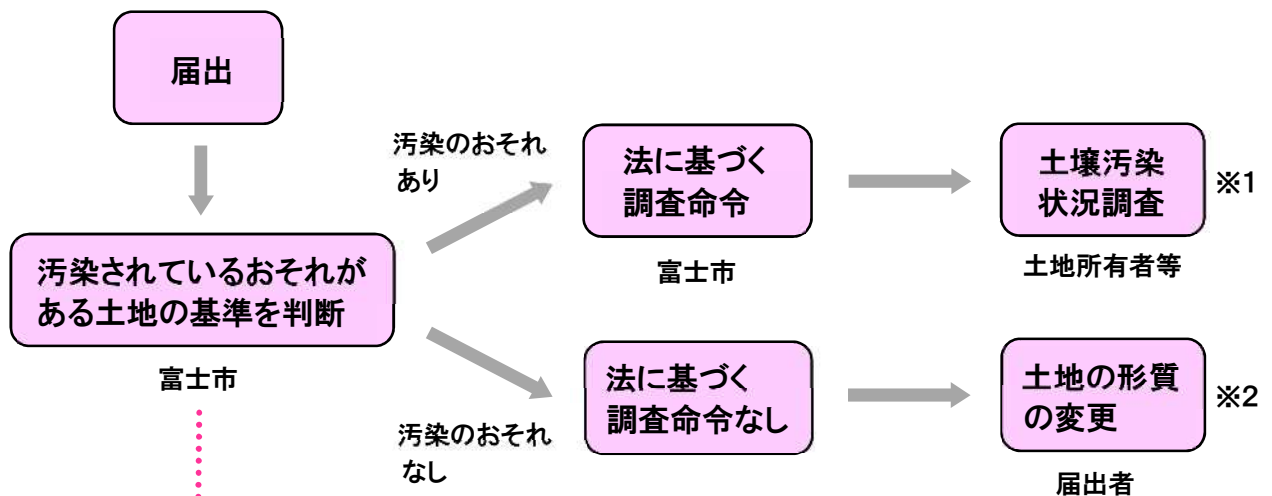 届出
汚染されているおそれが
ある土地の基準を判断
富士市
汚染のおそれ
あり
法に基づく
調査命令
富士市
土壌汚染
状況調査
※1
土地所有者等
汚染のおそれ
なし
法に基づく
調査命令なし
土地の形質
の変更
※2
届出者